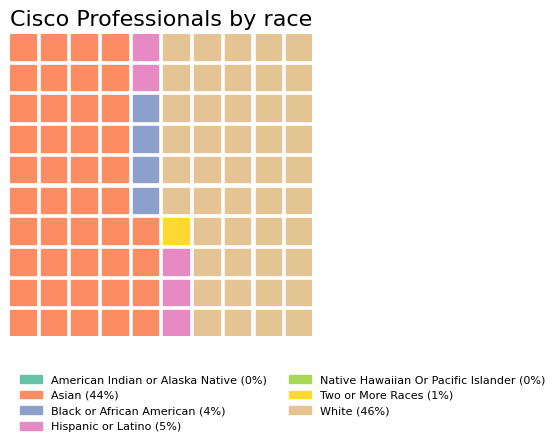 Cisco Professionals by race
American Indian or Alaska Native (0%)
Asian (44%)
Black or African American (4%)
Hispanic or Latino (5%)
Native Hawaiian Or Pacific Islander (0%)
Two or More Races (1%)
White (46%)